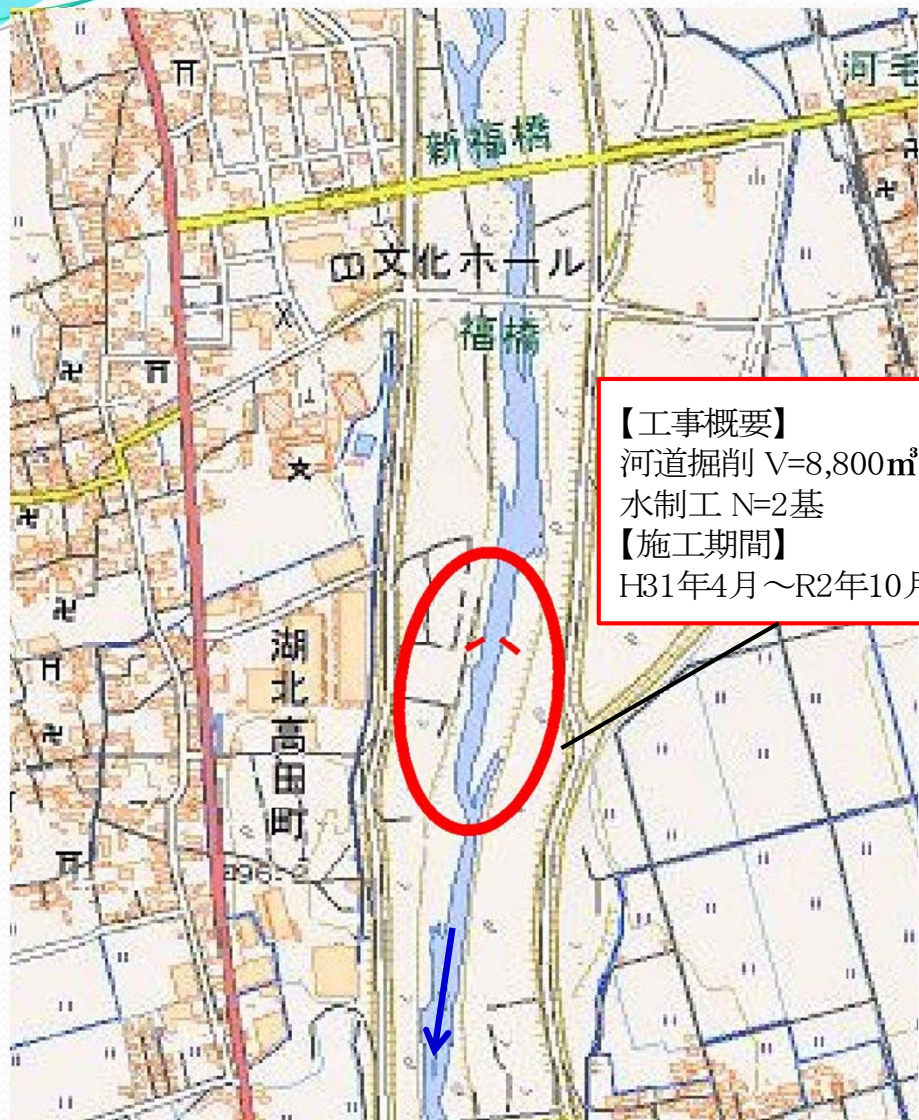 河毛
新福橋
文化ホール
福橋
【工事概要】
河道掘削 V=8,800㎥
水制工 N=2基
【施工期間】
H31年4月～R2年10月
湖北高田町